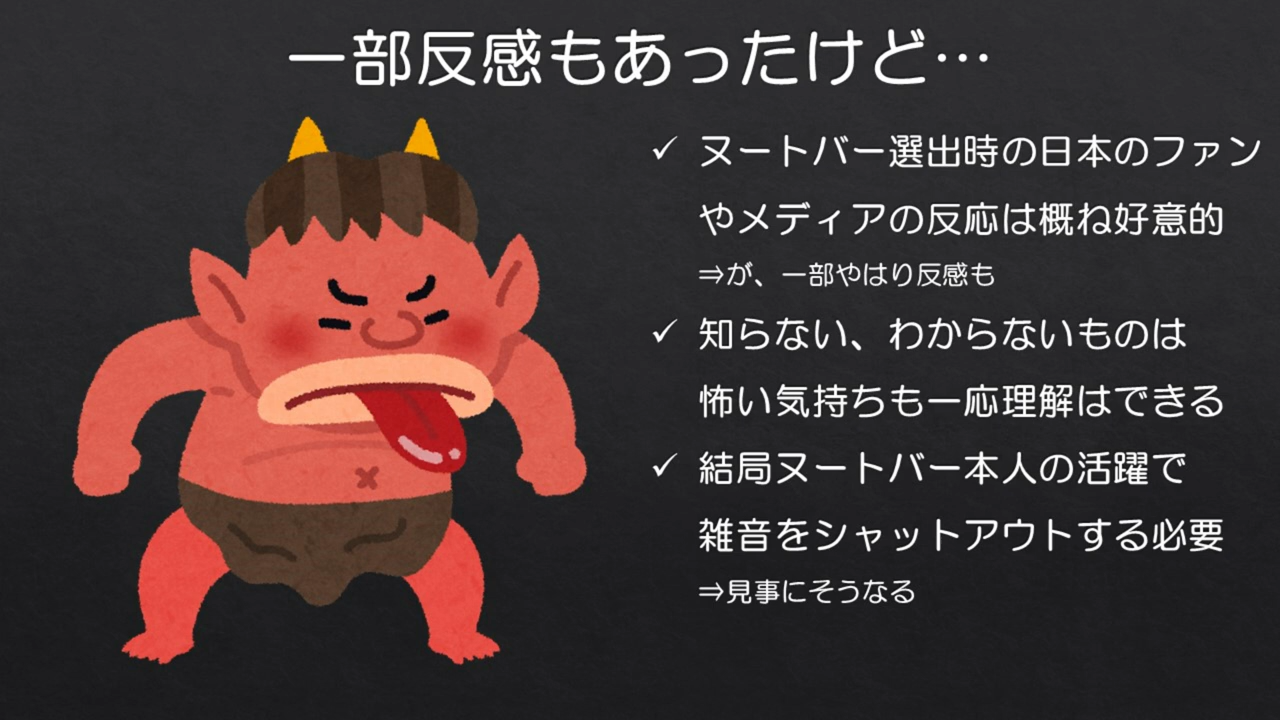 一部反感もあったけど…
✓ ヌートバー選出時の日本のファン
やメディアの反応は概ね好意的
⇒が、一部やはり反感も
✓ 知らない、わからないものは
怖い気持ちも一応理解はできる
✓ 結局ヌートバー本人の活躍で
雑音をシャットアウトする必要
⇒見事にそうなる